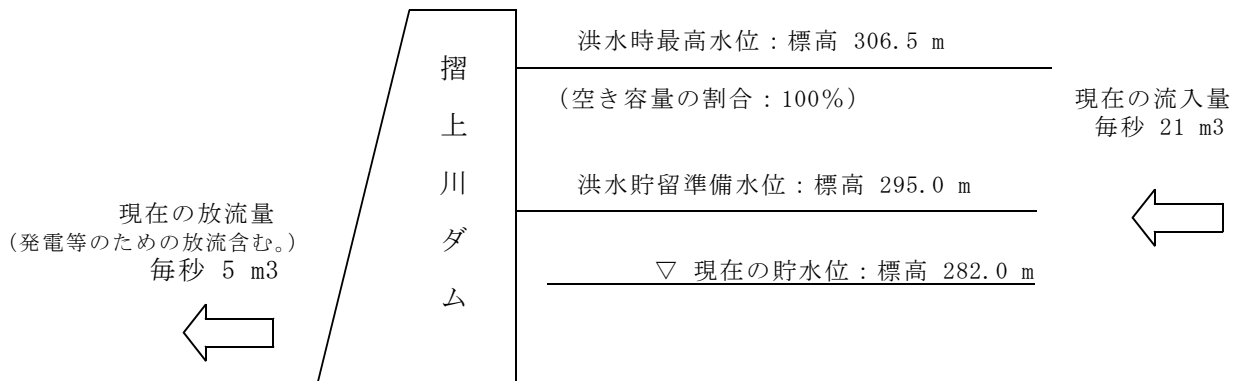 洪水時最高水位：標高 306.5 m
（空き容量の割合：100％）
現在の流入量
毎秒 21 m3
摺上川ダム
洪水貯留準備水位：標高 295.0 m
現在の放流量
（発電等のための放流含む。）
毎秒 5 m3
▽ 現在の貯水位：標高 282.0 m